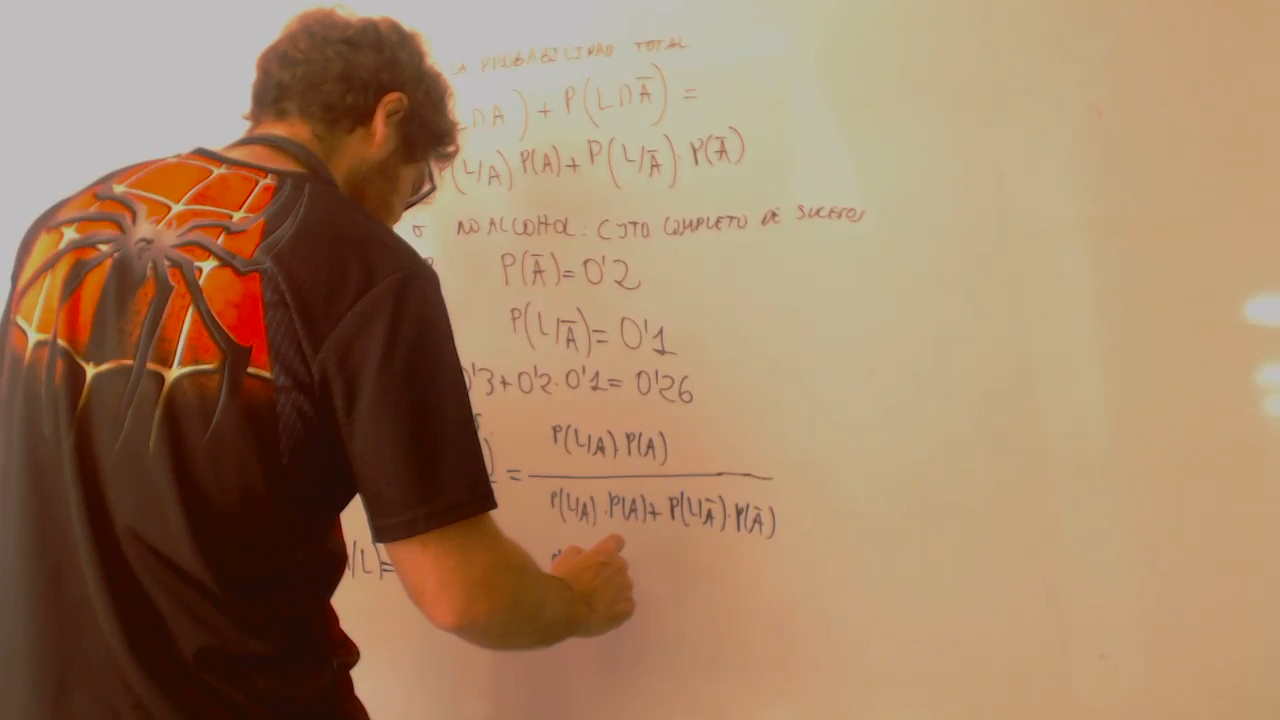 LA PROBABILIDAD TOTAL
L∩A) + P(L∩Ā) =
P(L/A) P(A) + P(L/Ā) · P(Ā)
NO ALCOHOL: CJTO COMPLETO DE SUCESOS
P(Ā) = 0'2
P(L/Ā) = 0'1
0'3 + 0'2 · 0'1 = 0'26
P(L/A) · P(A)
) =
P(L/A) · P(A) + P(L/Ā) · P(Ā)
/L) =